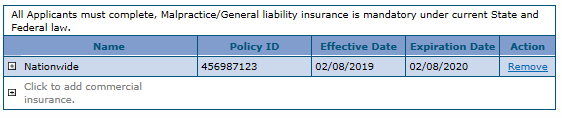 All Applicants must complete, Malpractice/General liability insurance is mandatory under current State and
Federal law.
Name Policy ID Effective Date Expiration Date Action
Nationwide 456987123 02/08/2019 02/08/2020 Remove
Click to add commercial
insurance.